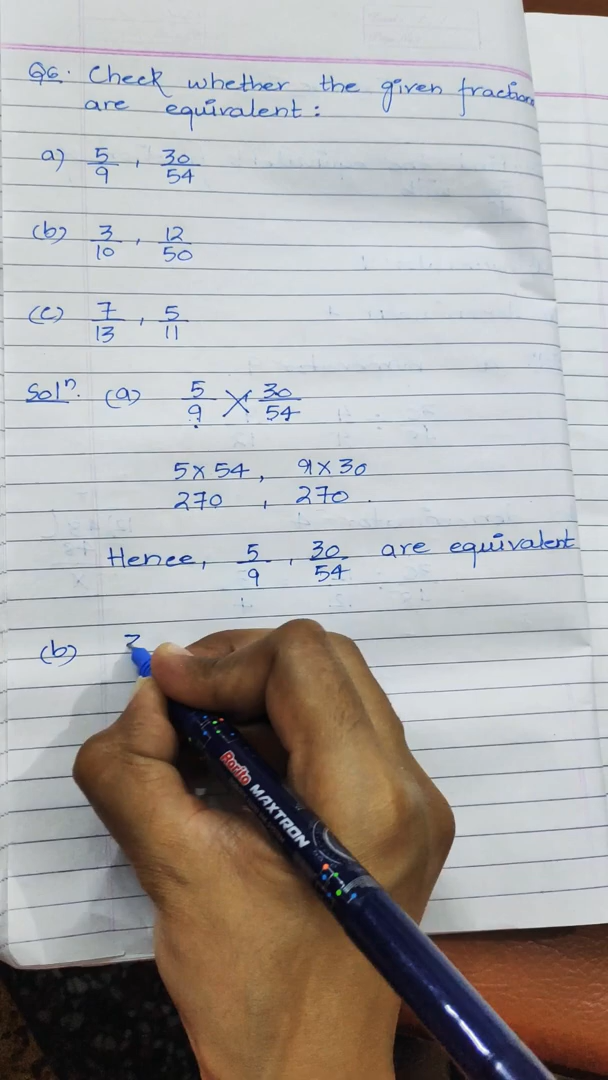 Q6. Check whether the given fractions
are equivalent :
a) 5/9 , 30/54
(b) 3/10 , 12/50
(c) 7/13 , 5/11
Solⁿ. (a) 5/9 × 30/54
5 × 54 , 9 × 30
270 , 270 .
Hence, 5/9 , 30/54 are equivalent
(b)
Rorito MAXTRON